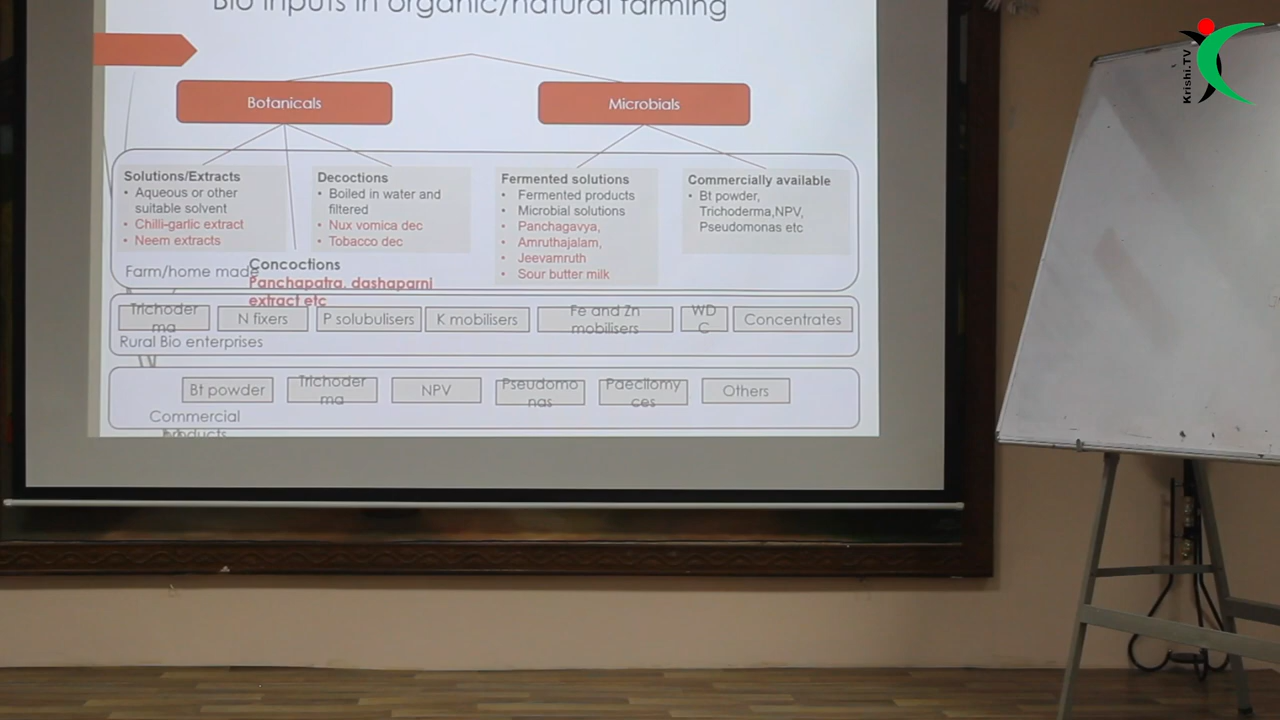 Bio inputs in organic/natural farming
Krishi.TV
Botanicals
Microbials
Solutions/Extracts
• Aqueous or other
suitable solvent
• Chilli-garlic extract
• Neem extracts
Decoctions
• Boiled in water and
filtered
• Nux vomica dec
• Tobacco dec
Fermented solutions
• Fermented products
• Microbial solutions
• Panchagavya,
• Amruthajalam,
• Jeevamruth
• Sour butter milk
Commercially available
• Bt powder,
Trichoderma,NPV,
Pseudomonas etc
Farm/home made
Concoctions
Panchapatra, dashaparni
extract etc
Trichoder
ma
N fixers
P solubulisers
K mobilisers
Fe and Zn
mobilisers
WD
C
Concentrates
Rural Bio enterprises
Bt powder
Trichoder
ma
NPV
Pseudomo
nas
Paecilomy
ces
Others
Commercial
products